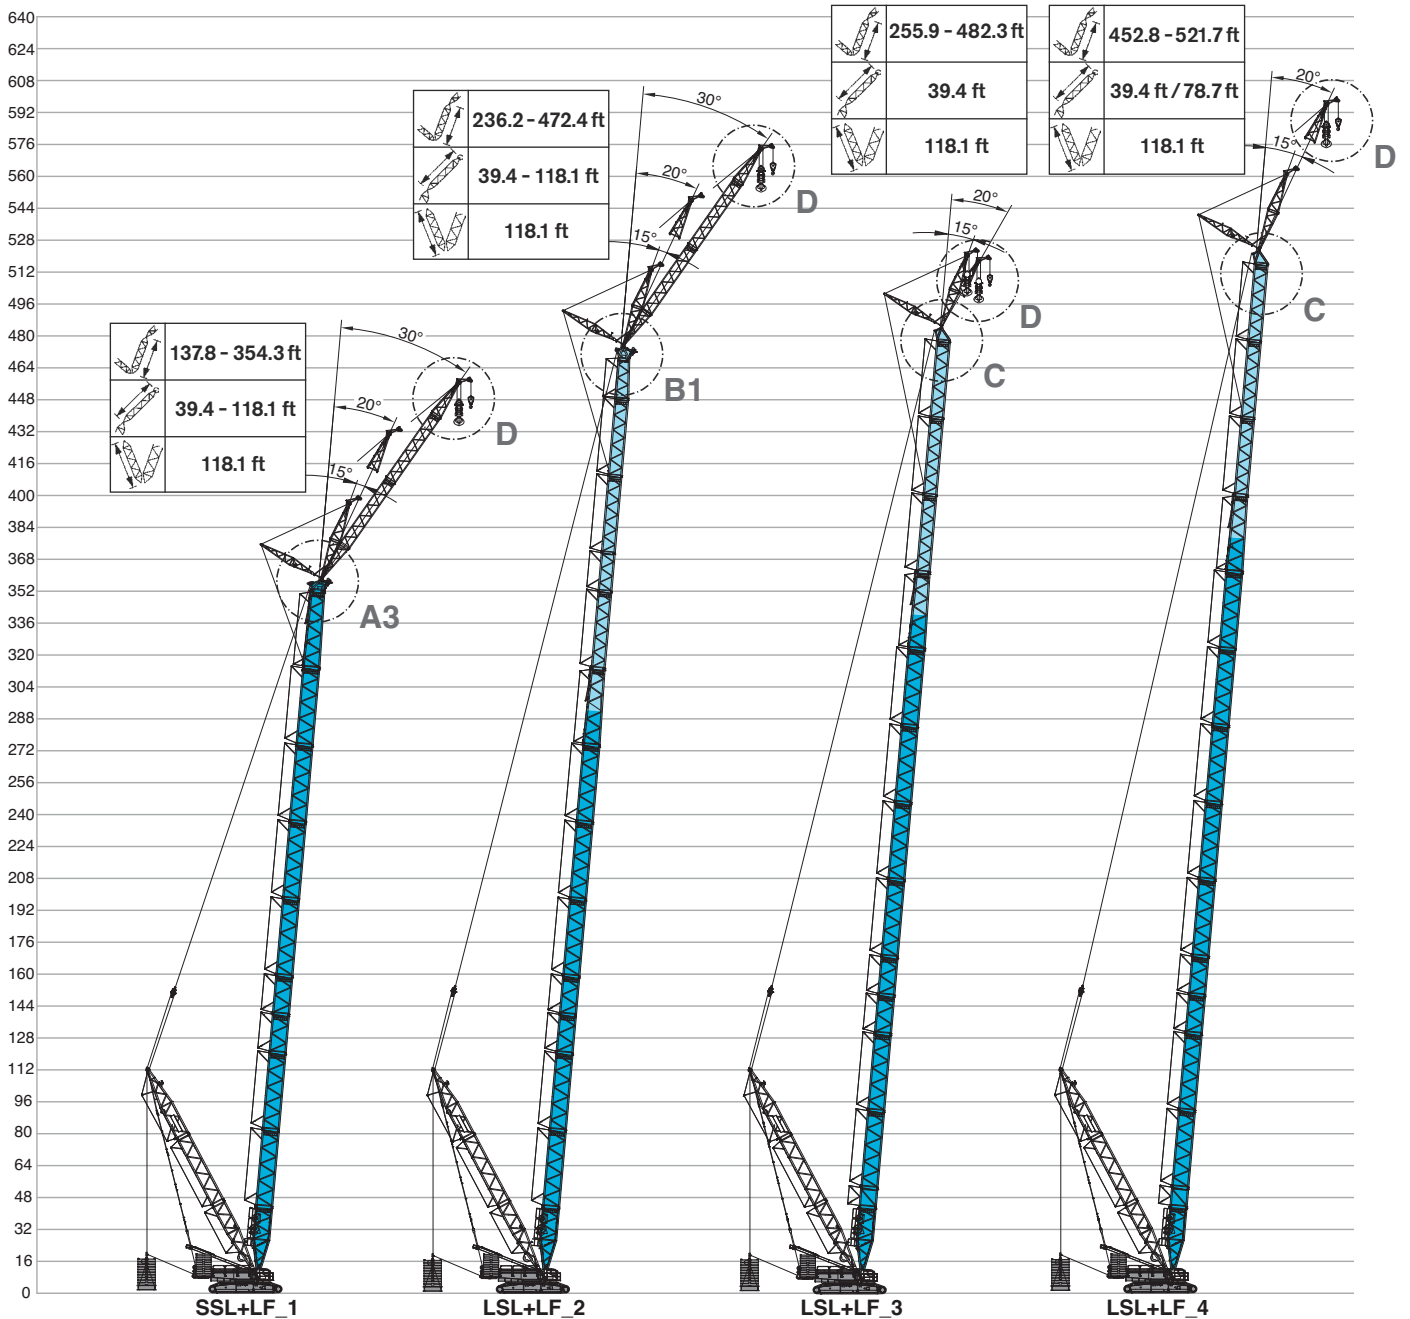 640
624
608
592
576
560
544
528
512
496
480
464
448
432
416
400
384
368
352
336
320
304
288
272
256
240
224
208
192
176
160
144
128
112
96
80
64
48
32
16
0
137.8 - 354.3 ft
39.4 - 118.1 ft
118.1 ft
30°
20°
15°
D
A3
SSL+LF_1
236.2 - 472.4 ft
39.4 - 118.1 ft
118.1 ft
30°
20°
15°
D
B1
LSL+LF_2
255.9 - 482.3 ft
39.4 ft
118.1 ft
20°
15°
D
C
LSL+LF_3
452.8 - 521.7 ft
39.4 ft / 78.7 ft
118.1 ft
20°
15°
D
C
LSL+LF_4